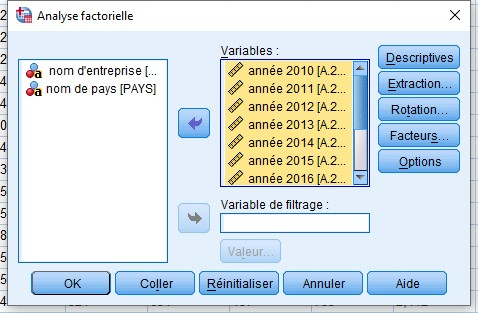 Analyse factorielle
nom d'entreprise [...
nom de pays [PAYS]
Variables :
année 2010 [A.2...
année 2011 [A.2...
année 2012 [A.2...
année 2013 [A.2...
année 2014 [A.2...
année 2015 [A.2...
année 2016 [A.2...
Variable de filtrage :
Valeur...
Descriptives
Extraction...
Rotation...
Facteurs...
Options
OK
Coller
Réinitialiser
Annuler
Aide